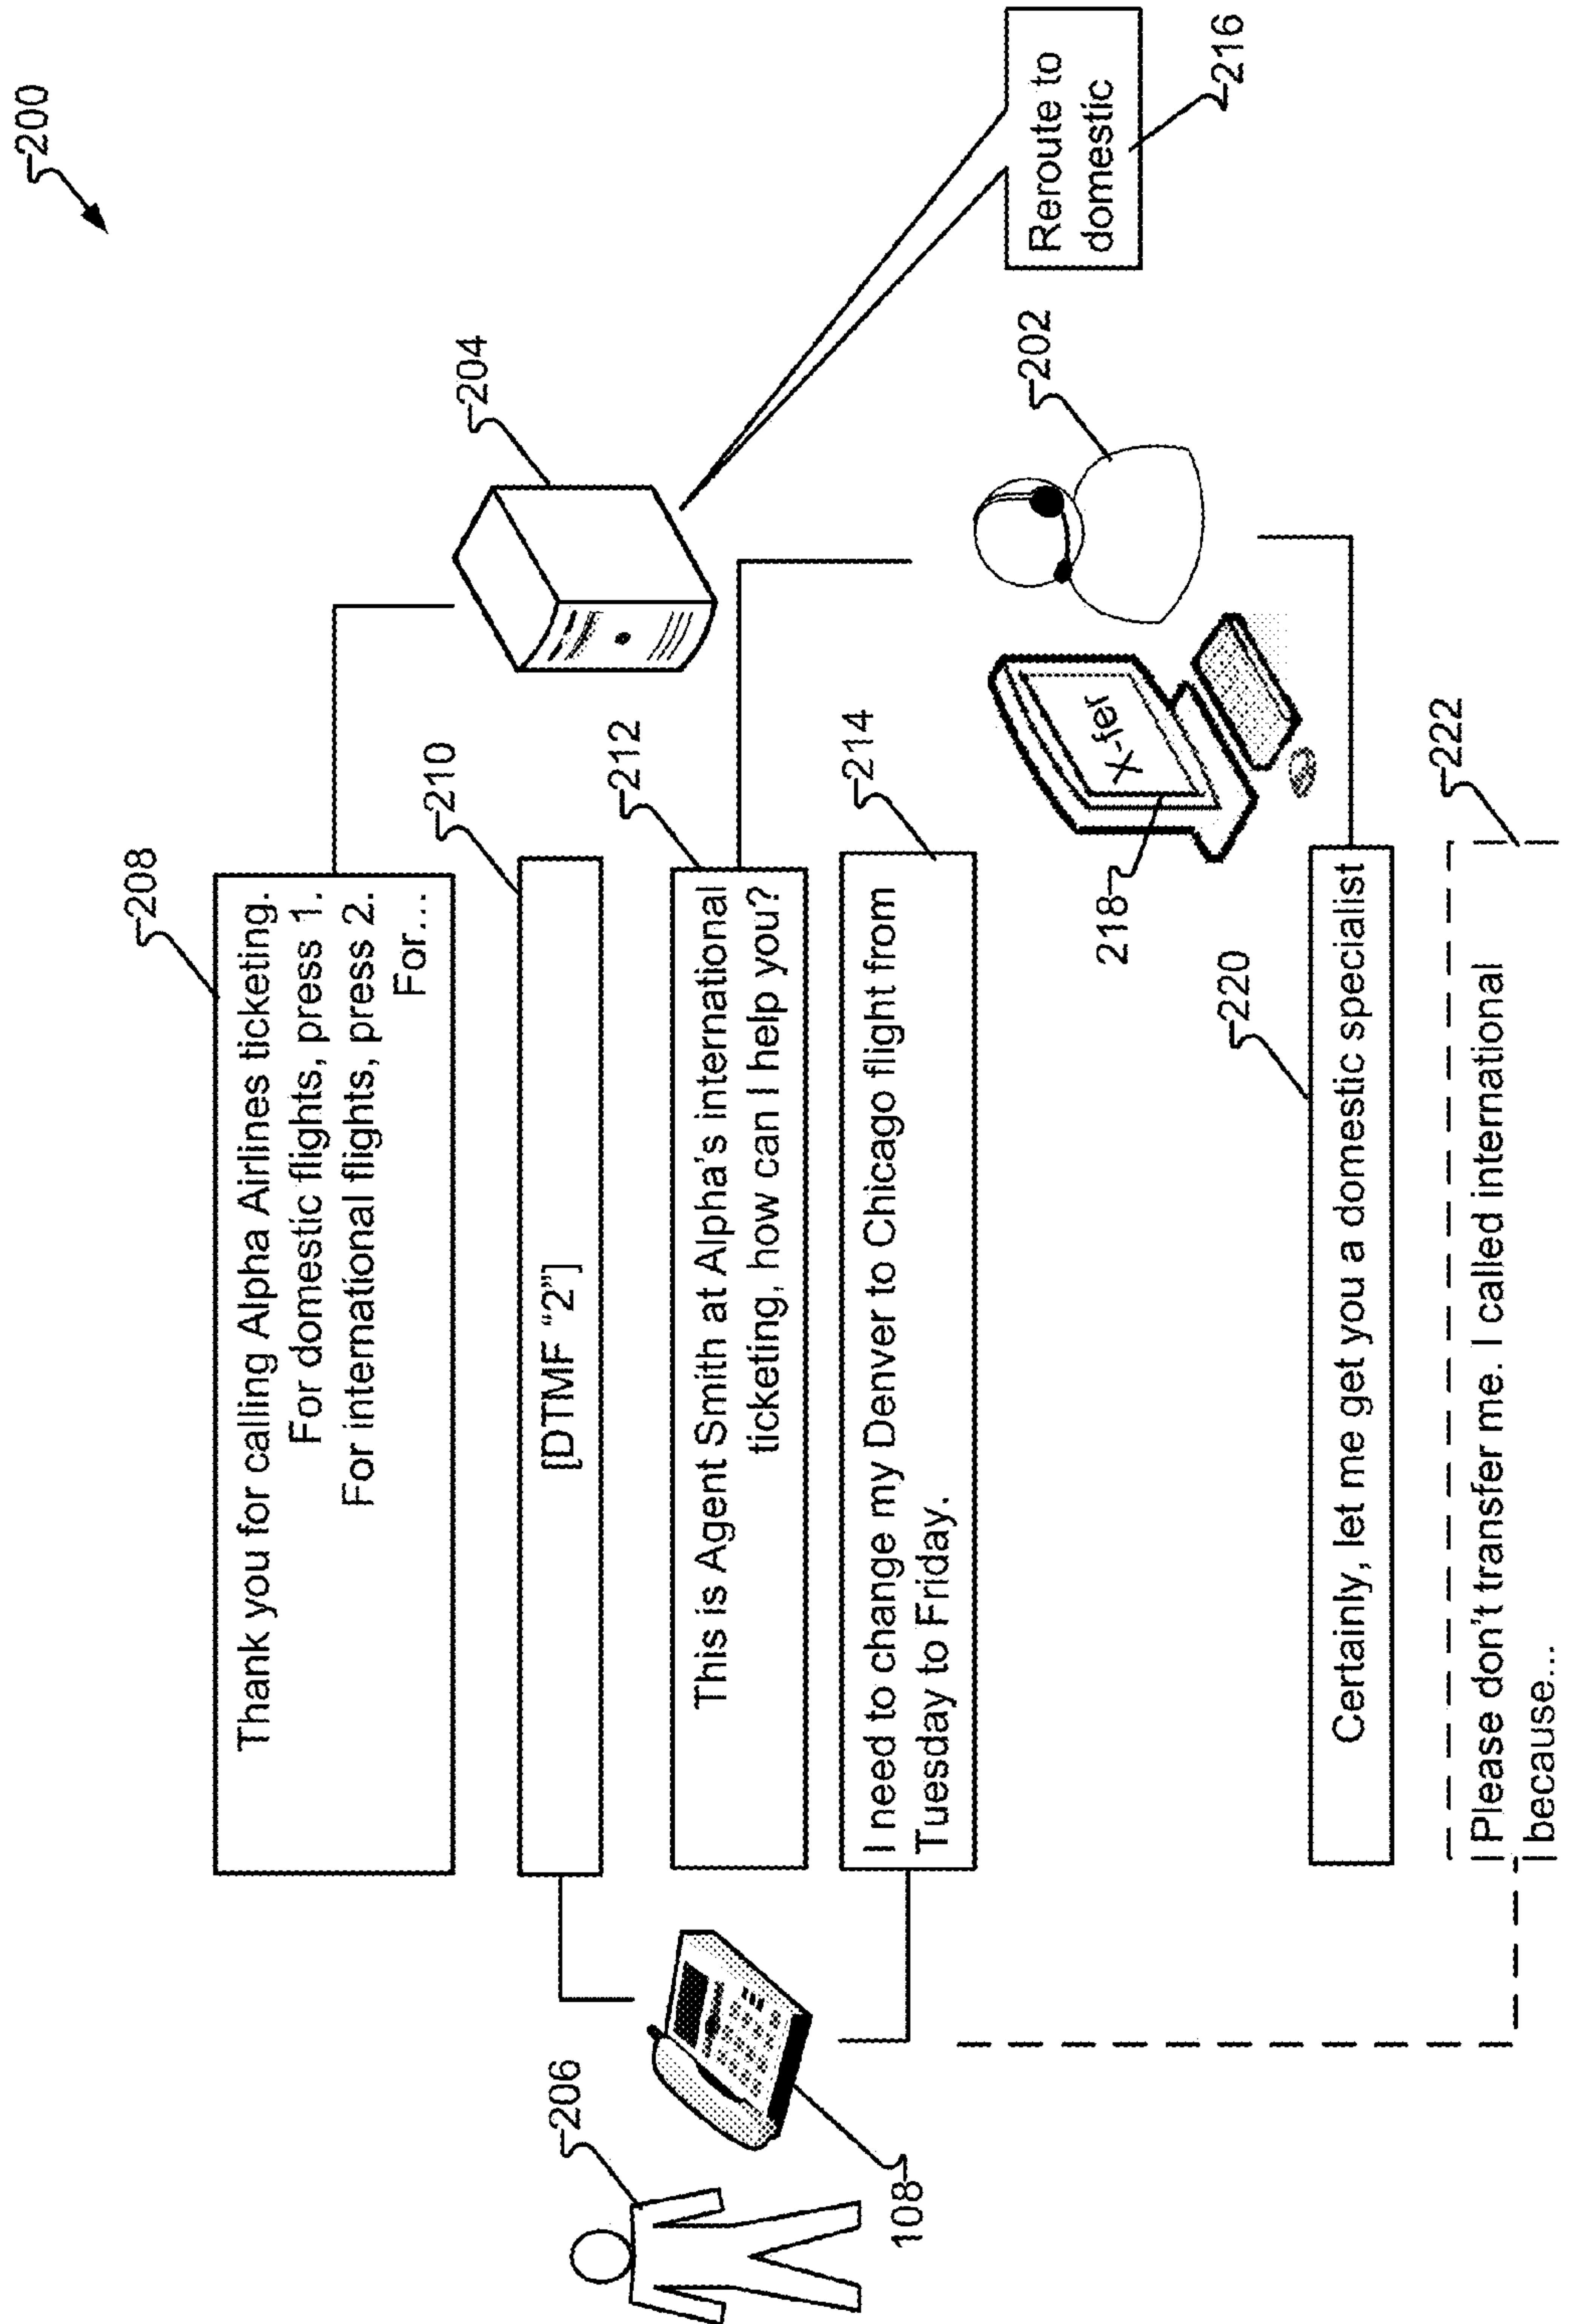 200
208
Thank you for calling Alpha Airlines ticketing.
For domestic flights, press 1.
For international flights, press 2.
For...
204
210
[DTMF “2”]
206
212
This is Agent Smith at Alpha's international
ticketing, how can I help you?
214
I need to change my Denver to Chicago flight from
Tuesday to Friday.
108
Reroute to
domestic
216
202
X-fer
218
220
Certainly, let me get you a domestic specialist
222
Please don't transfer me. I called international
because...